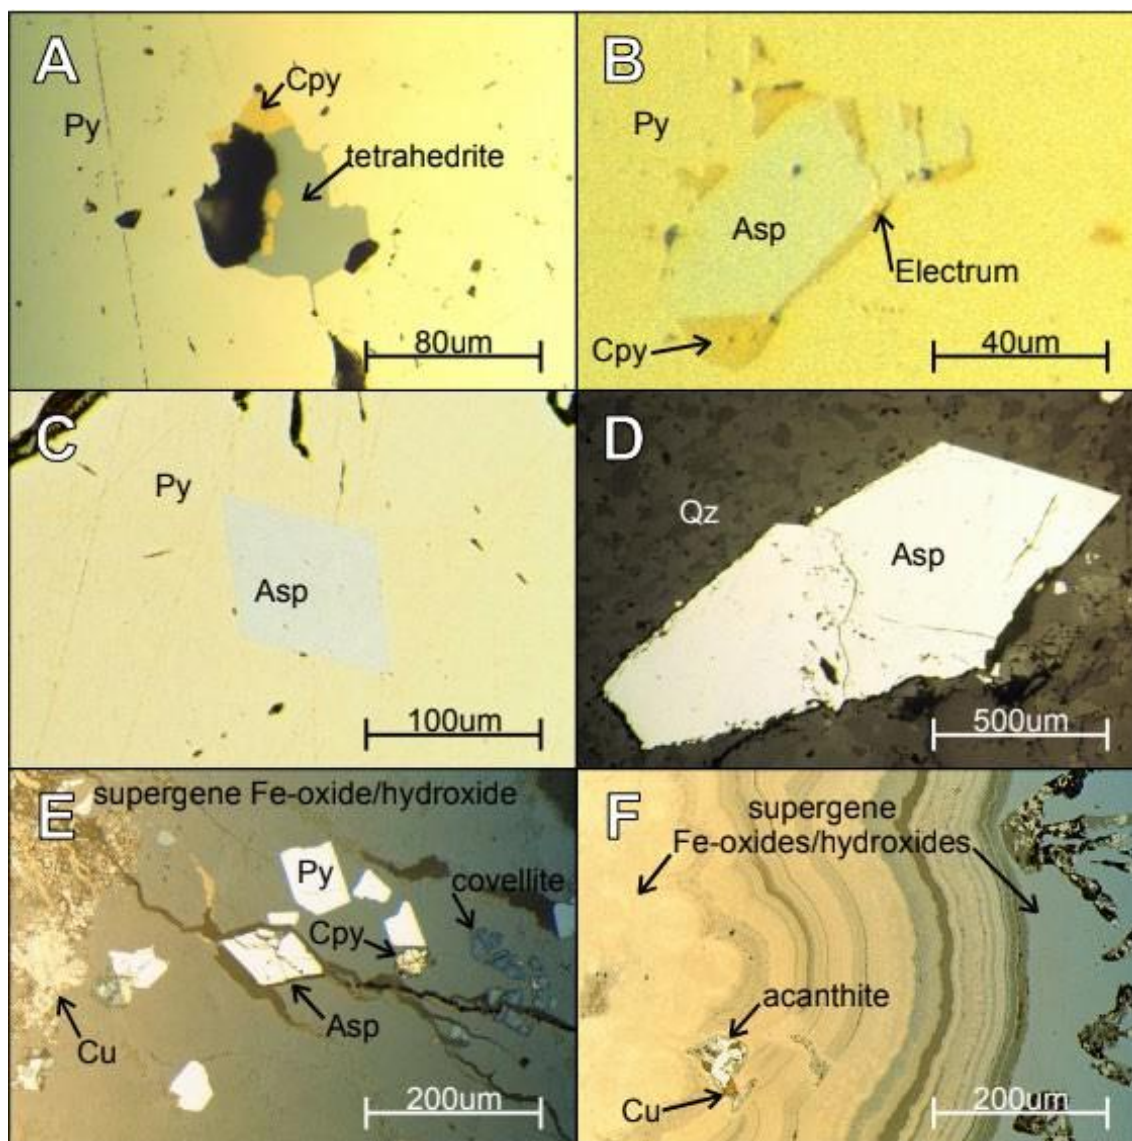 A
Cpy
Py
tetrahedrite
80um
B
Py
Asp
Electrum
Cpy
40um
C
Py
Asp
100um
D
Qz
Asp
500um
E
supergene Fe-oxide/hydroxide
Py
covellite
Cpy
Asp
Cu
200um
F
supergene
Fe-oxides/hydroxides
acanthite
Cu
200um